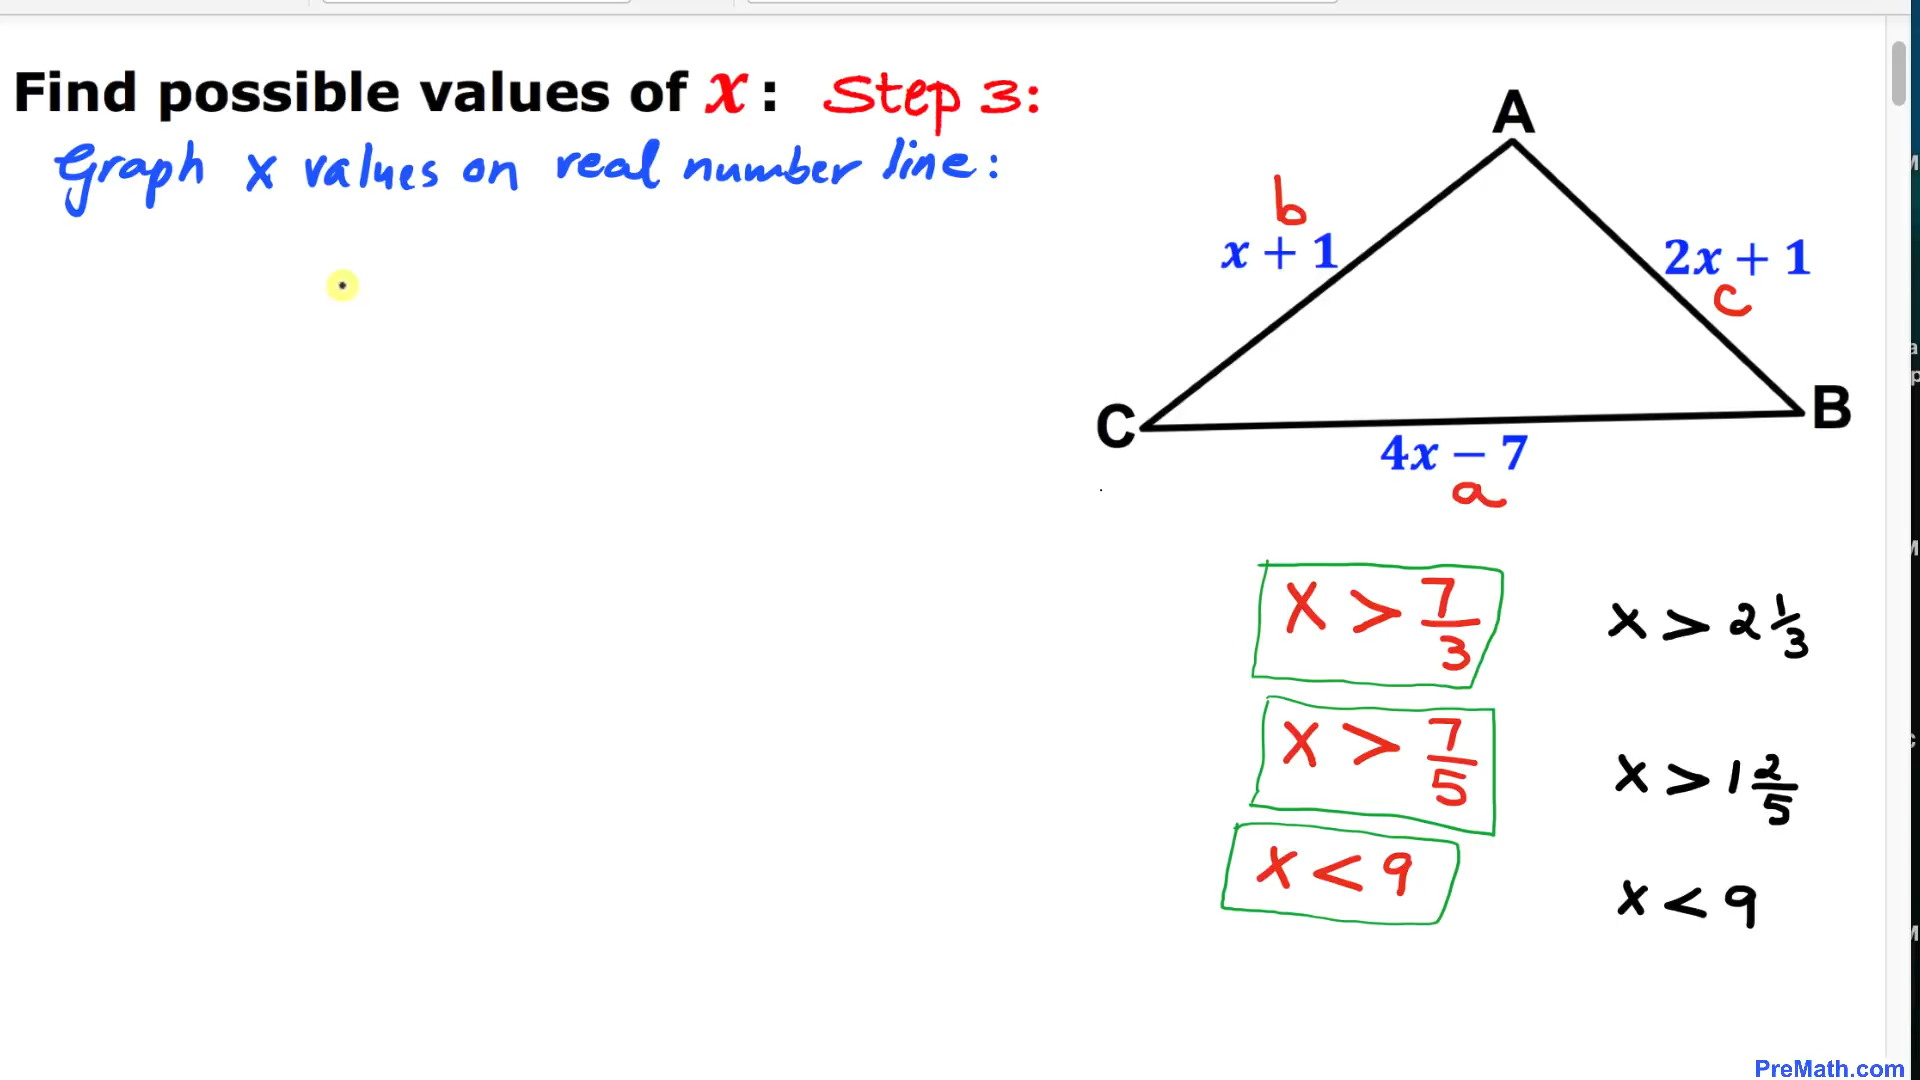 Find possible values of x: Step 3:
Graph x values on real number line:
A
b
x + 1
2x + 1
c
C
B
4x − 7
a
x > 7/3
x > 2 1/3
x > 7/5
x > 1 2/5
x < 9
x < 9
PreMath.com